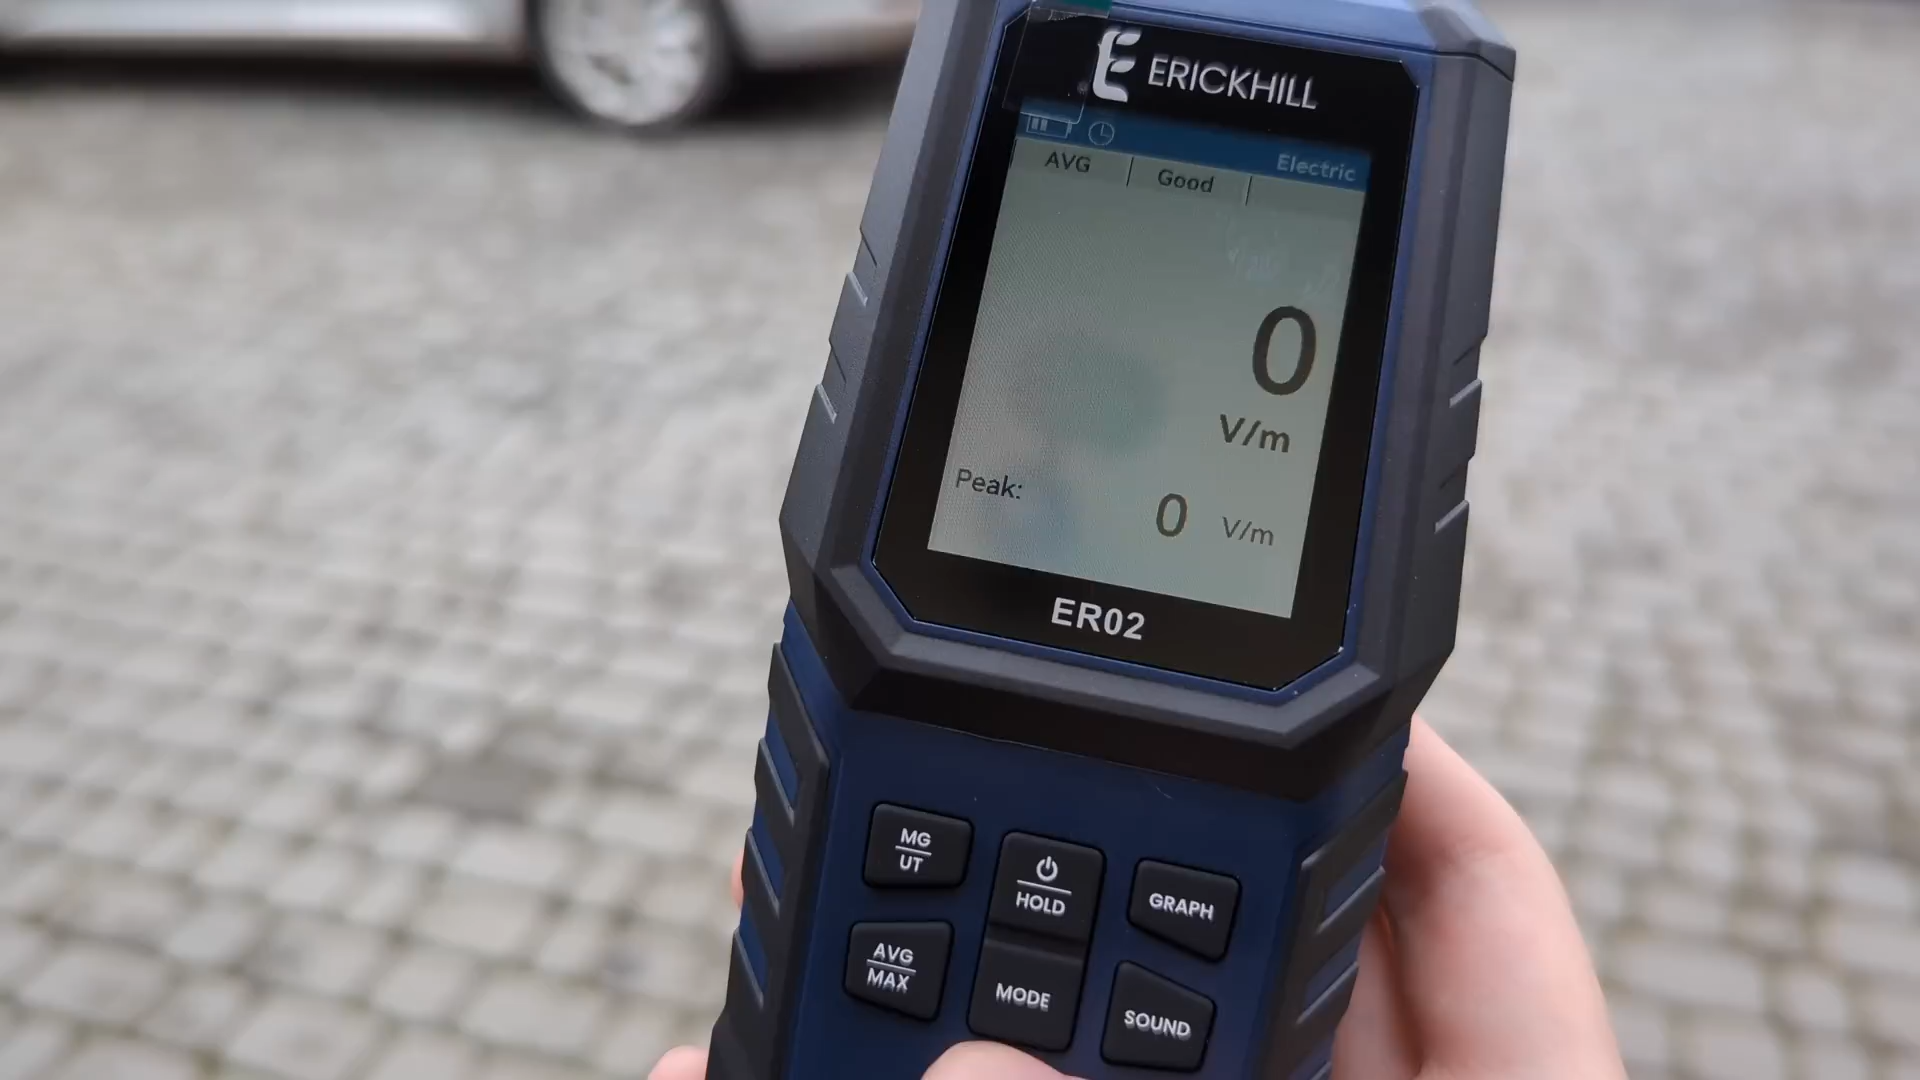 ERICKHILL
Electric
AVG
Good
0
V/m
Peak: 0 V/m
ER02
MG
UT
HOLD
GRAPH
AVG
MAX
MODE
SOUND